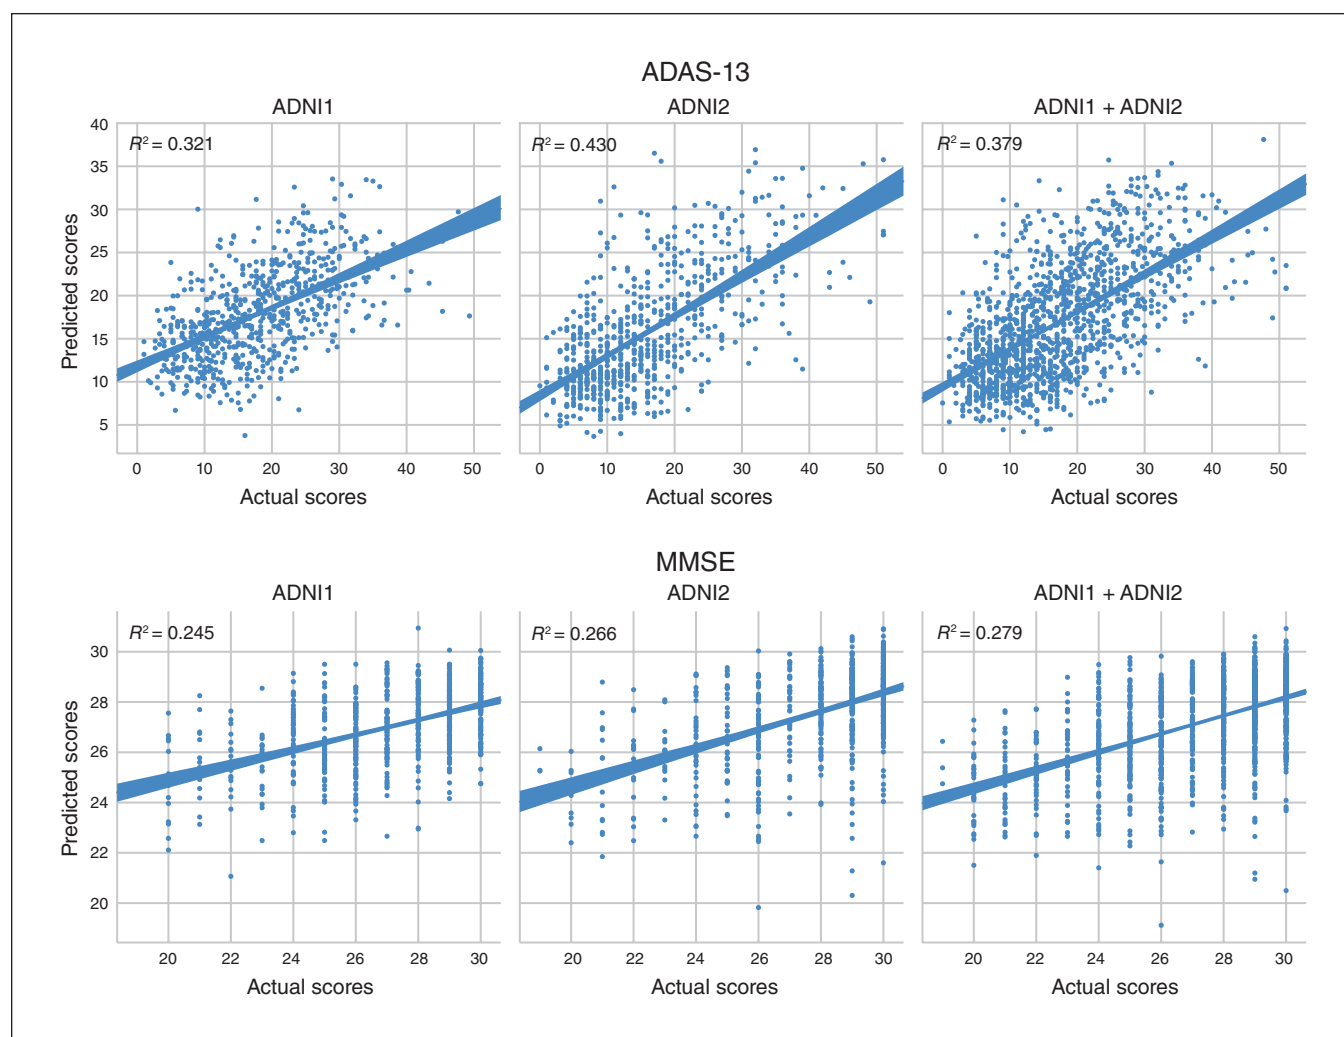 ADAS-13
ADNI1
ADNI2
ADNI1 + ADNI2
R² = 0.321
R² = 0.430
R² = 0.379
Predicted scores
40
35
30
25
20
15
10
5
0 10 20 30 40 50
0 10 20 30 40 50
0 10 20 30 40 50
Actual scores
Actual scores
Actual scores
MMSE
ADNI1
ADNI2
ADNI1 + ADNI2
R² = 0.245
R² = 0.266
R² = 0.279
Predicted scores
30
28
26
24
22
20
20 22 24 26 28 30
20 22 24 26 28 30
20 22 24 26 28 30
Actual scores
Actual scores
Actual scores